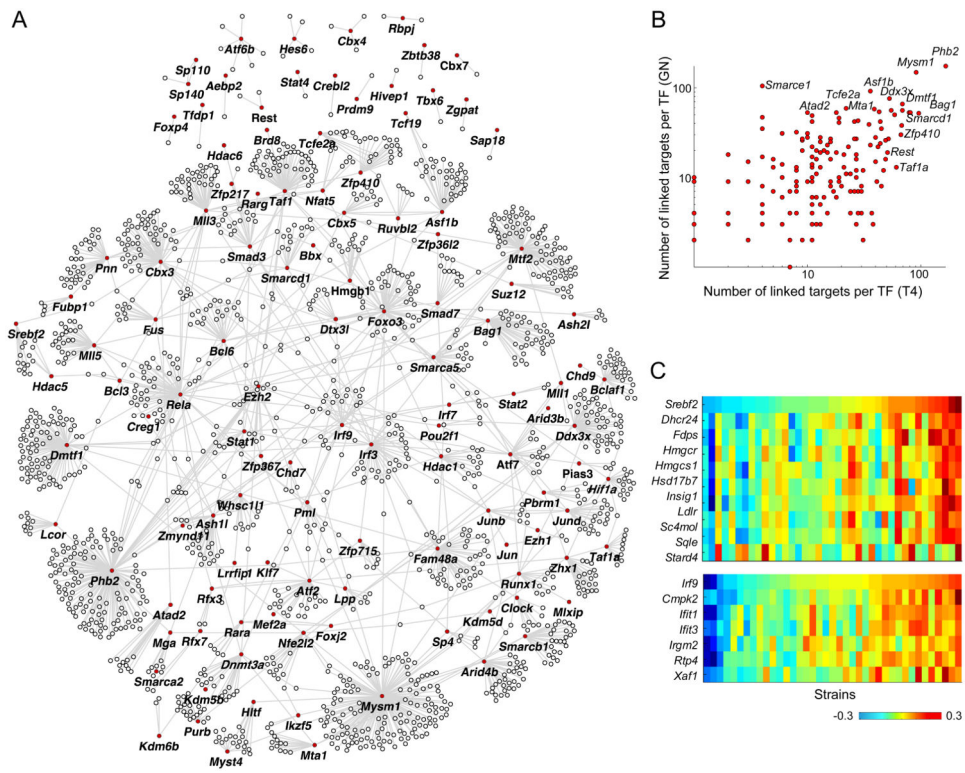 A
Atf6b
Hes6
Cbx4
Rbpj
Zbtb38
Cbx7
Sp110
Sp140
Aebp2
Stat4
Crebl2
Prdm9
Hivep1
Tbx6
Zgpat
Foxp4
Tfdp1
Rest
Brd8
Tcfe2a
Tcf19
Sap18
Hdac6
Zfp217
Rarg
Taf1
Nfat5
Zfp410
Mll3
Cbx5
Ruvbl2
Asf1b
Zfp36l2
Pnn
Cbx3
Smad3
Bbx
Smarcd1
Hmgb1
Mtf2
Suz12
Fubp1
Srebf2
Fus
Dtx3l
Foxo3
Smad7
Bag1
Ash2l
Mll5
Bcl6
Smarca5
Hdac5
Bcl3
Rela
Ezh2
Chd9
Mll1
Bclaf1
Creg1
Irf7
Stat2
Arid3b
Ddx3x
Dmtf1
Stat1
Irf9
Pou2f1
Irf3
Zfp367
Chd7
Hdac1
Atf7
Pias3
Hif1a
Whsc1l1
Pbrm1
Lcor
Ash1l
Zmynd11
Pml
Junb
Jund
Ezh1
Phb2
Zfp715
Fam48a
Jun
Taf1a
Lrrfip1
Klf7
Zhx1
Atf2
Lpp
Runx1
Rfx3
Atad2
Mef2a
Clock
Kdm5d
Mlxip
Mga
Rfx7
Rara
Nfe2l2
Foxj2
Sp4
Smarcb1
Dnmt3a
Smarca2
Arid4b
Kdm5b
Mysm1
Purb
Hltf
Ikzf5
Kdm6b
Myst4
Mta1
B
Number of linked targets per TF (GN)
100
10
Phb2
Mysm1
Smarce1
Asf1b
Ddx3x
Tcfe2a
Dmtf1
Atad2
Mta1
Bag1
Smarcd1
Zfp410
Rest
Taf1a
10
100
Number of linked targets per TF (T4)
C
Srebf2
Dhcr24
Fdps
Hmgcr
Hmgcs1
Hsd17b7
Insig1
Ldlr
Sc4mol
Sqle
Stard4
Irf9
Cmpk2
Ifit1
Ifit3
Irgm2
Rtp4
Xaf1
Strains
-0.3
0.3